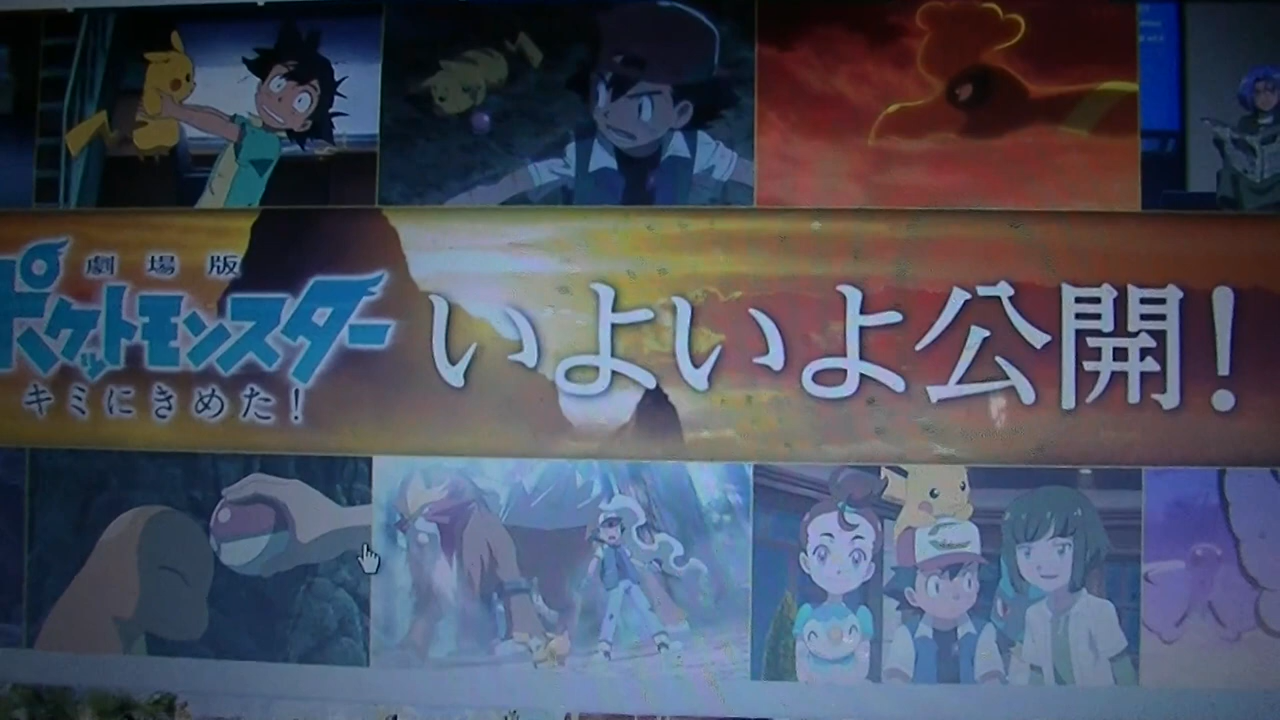 劇場版
ポケットモンスター
キミにきめた!
いよいよ公開!